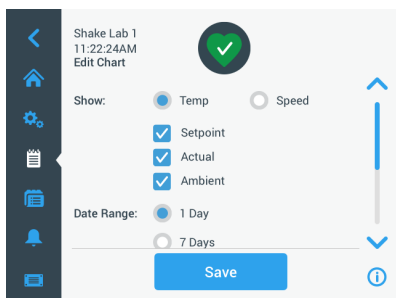 Shake Lab 1
11:22:24AM
Edit Chart
Show: Temp Speed
Setpoint
Actual
Ambient
Date Range: 1 Day
7 Days
Save